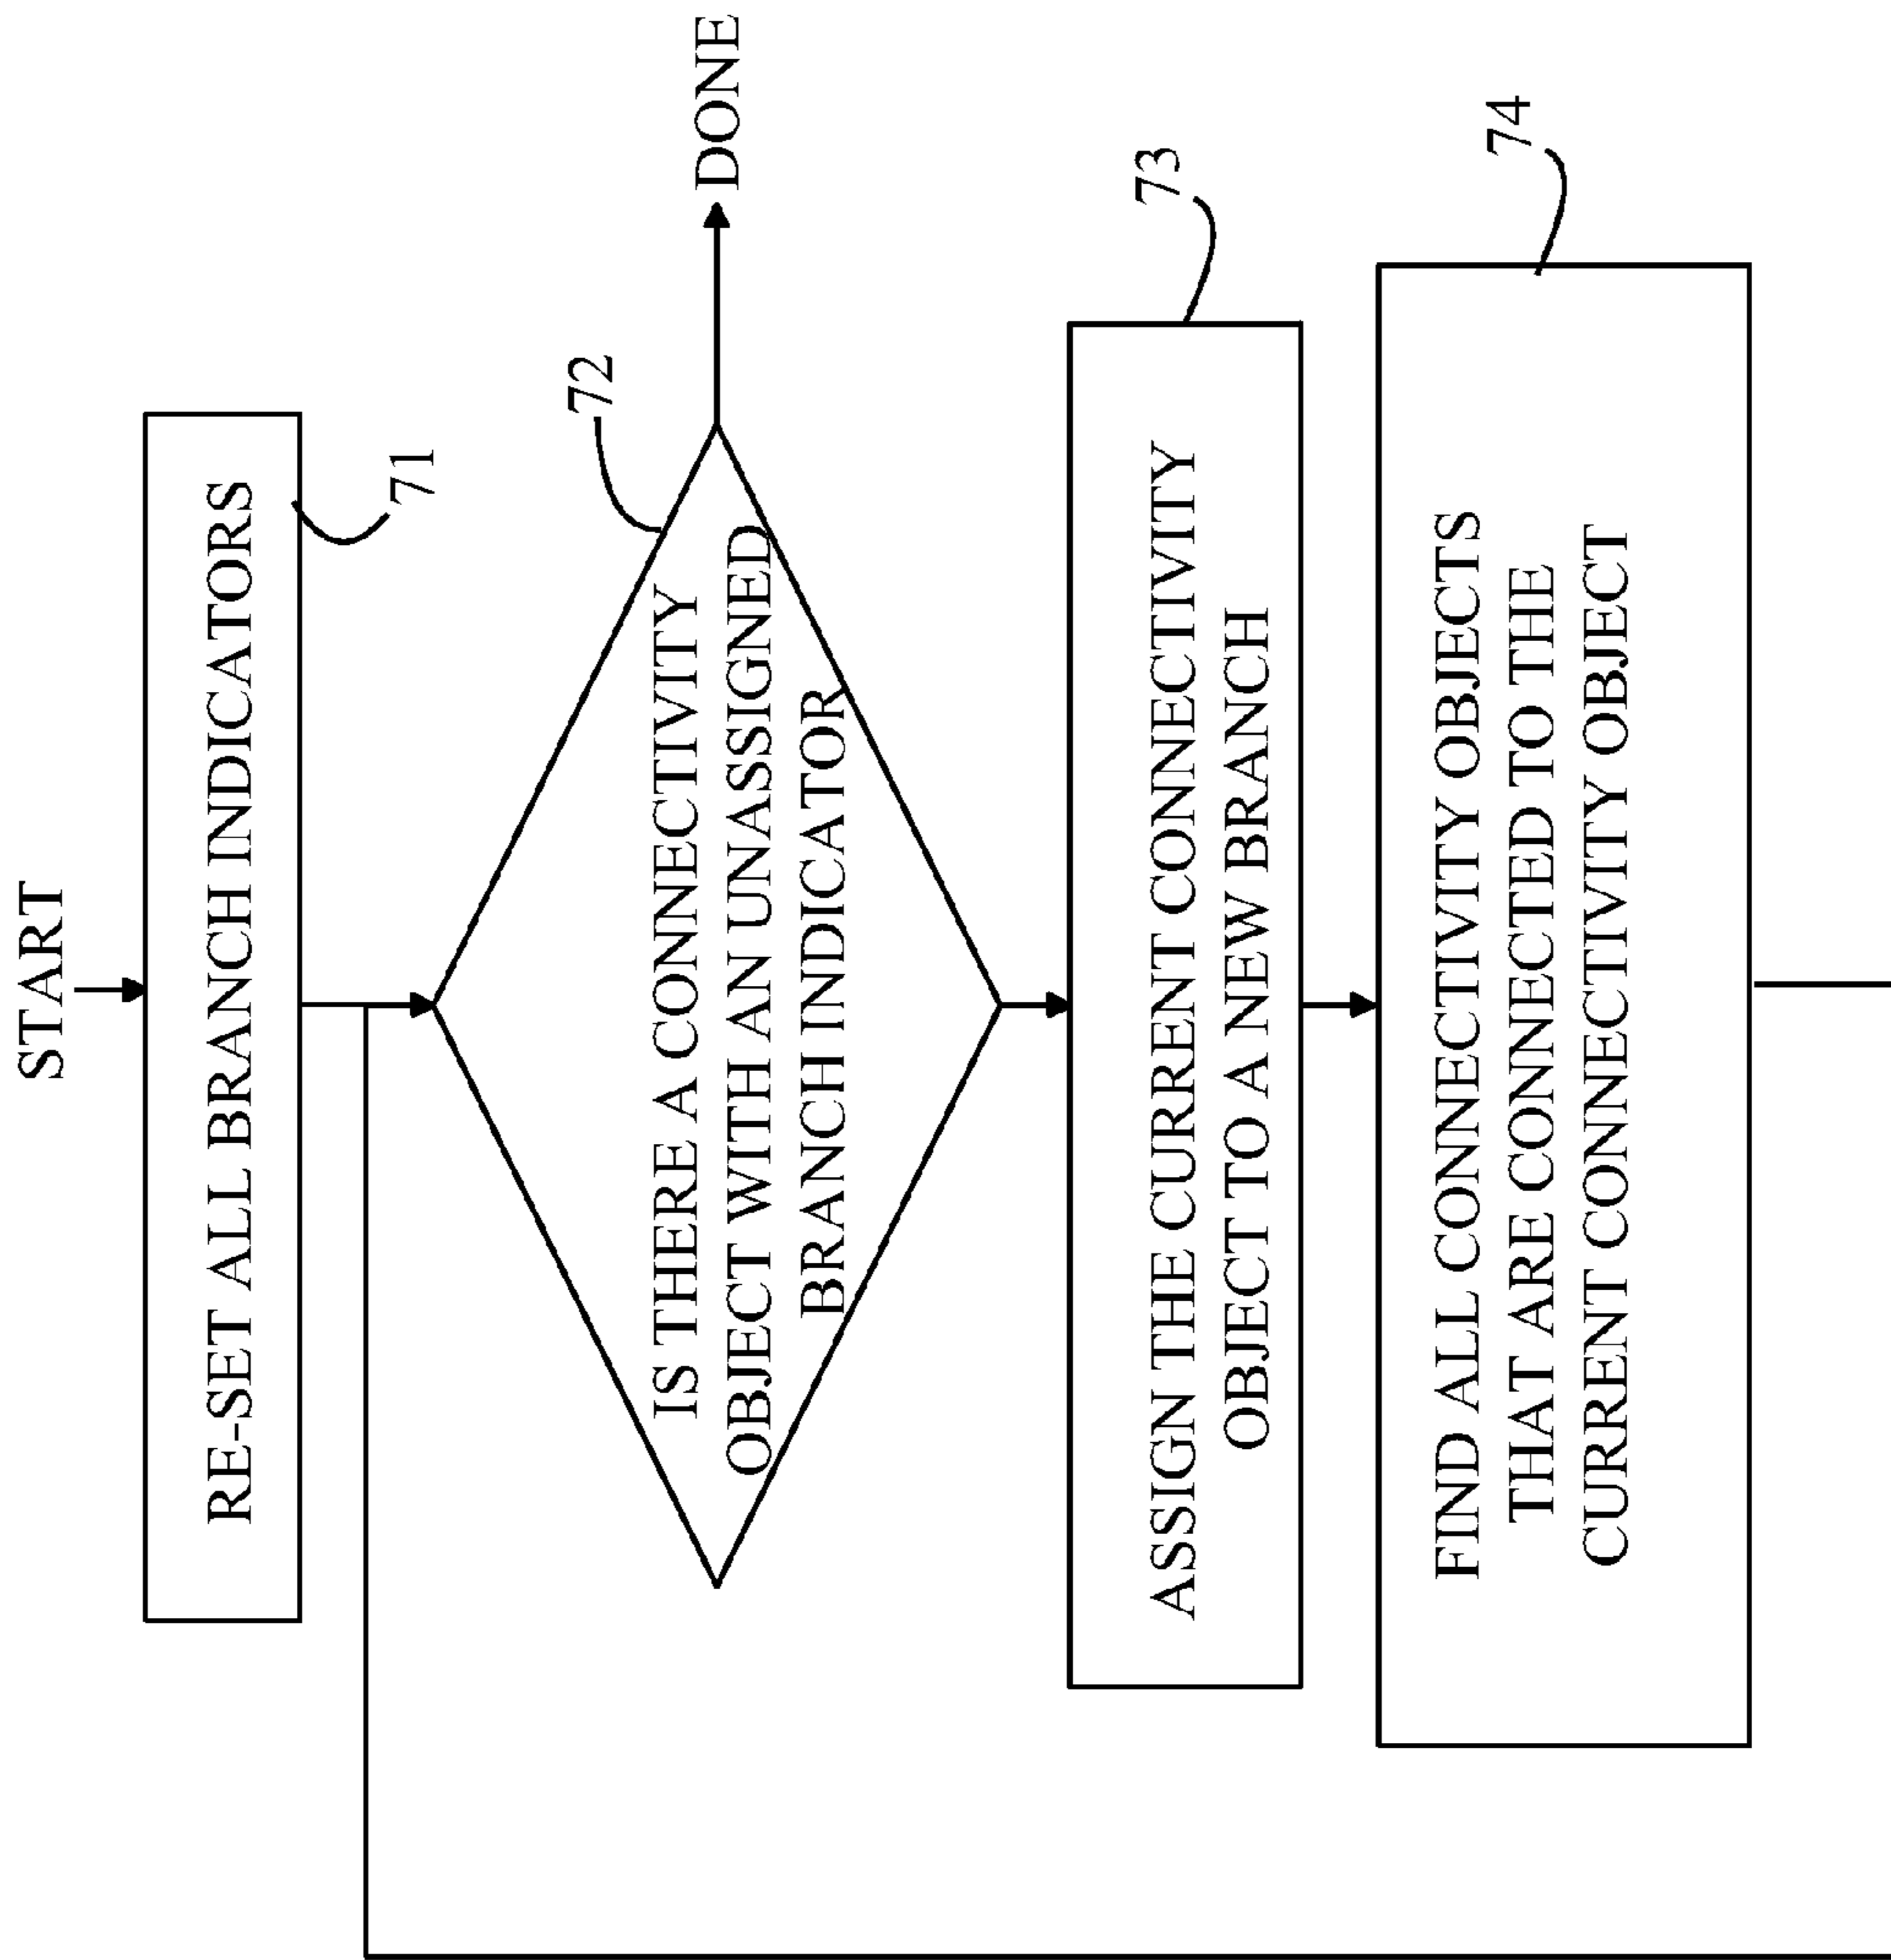 START
RE-SET ALL BRANCH INDICATORS
71
72
IS THERE A CONNECTIVITY
OBJECT WITH AN UNASSIGNED
BRANCH INDICATOR
DONE
73
ASSIGN THE CURRENT CONNECTIVITY
OBJECT TO A NEW BRANCH
74
FIND ALL CONNECTIVITY OBJECTS
THAT ARE CONNECTED TO THE
CURRENT CONNECTIVITY OBJECT